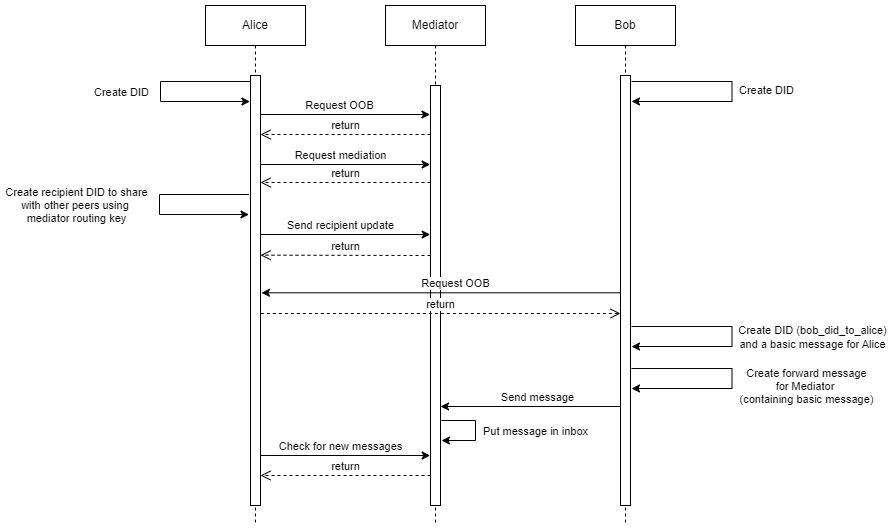 Alice
Mediator
Bob
Create DID
Create DID
Request OOB
return
Request mediation
return
Create recipient DID to share
with other peers using
mediator routing key
Send recipient update
return
Request OOB
return
Create DID (bob_did_to_alice)
and a basic message for Alice
Create forward message
for Mediator
(containing basic message)
Send message
Put message in inbox
Check for new messages
return